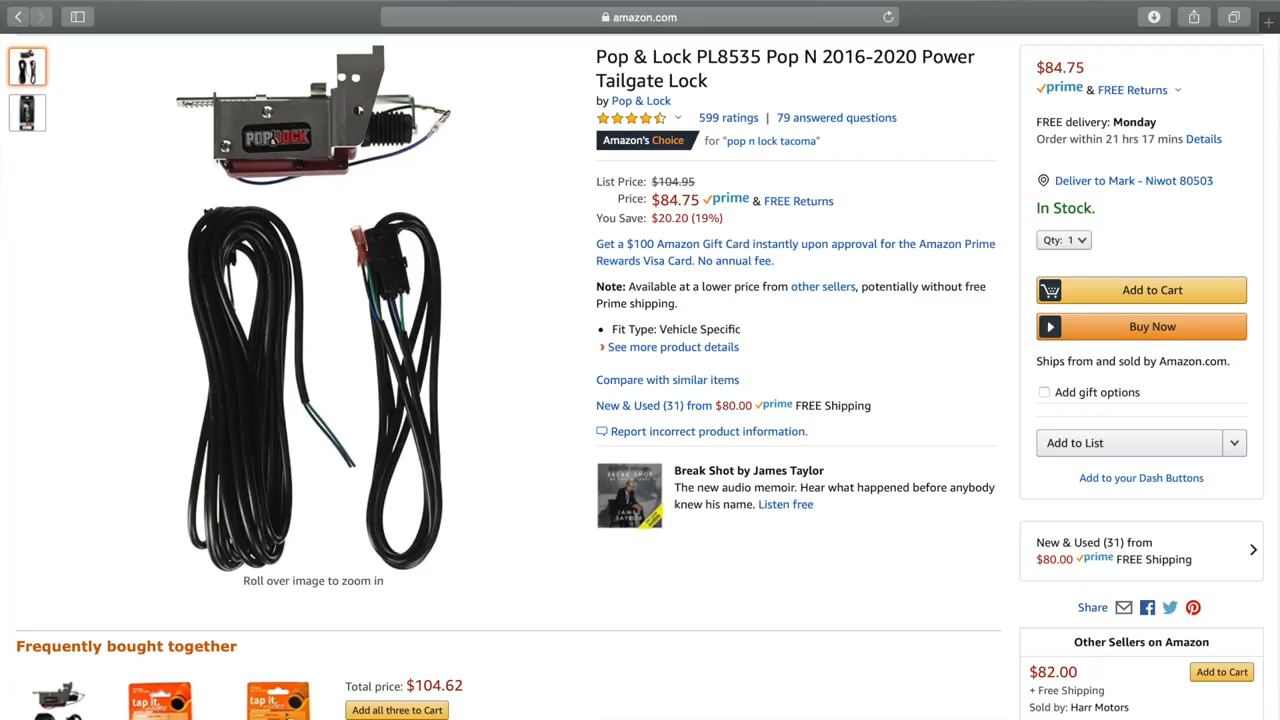 amazon.com
Pop & Lock PL8535 Pop N 2016-2020 Power
Tailgate Lock
by Pop & Lock
599 ratings | 79 answered questions
Amazon's Choice for "pop n lock tacoma"
List Price: $104.95
Price: $84.75 prime & FREE Returns
You Save: $20.20 (19%)
Get a $100 Amazon Gift Card instantly upon approval for the Amazon Prime
Rewards Visa Card. No annual fee.
Note: Available at a lower price from other sellers, potentially without free
Prime shipping.
• Fit Type: Vehicle Specific
› See more product details
Compare with similar items
New & Used (31) from $80.00 prime FREE Shipping
Report incorrect product information.
BREAK SHOT
JAMES
TAYLOR
Break Shot by James Taylor
The new audio memoir. Hear what happened before anybody
knew his name. Listen free
POP & LOCK
Roll over image to zoom in
$84.75
prime & FREE Returns
FREE delivery: Monday
Order within 21 hrs 17 mins Details
Deliver to Mark - Niwot 80503
In Stock.
Qty: 1
Add to Cart
Buy Now
Ships from and sold by Amazon.com.
Add gift options
Add to List
Add to your Dash Buttons
New & Used (31) from
$80.00 prime FREE Shipping
Share
Other Sellers on Amazon
$82.00 Add to Cart
+ Free Shipping
Sold by: Harr Motors
Frequently bought together
tap it.
tap it.
Total price: $104.62
Add all three to Cart